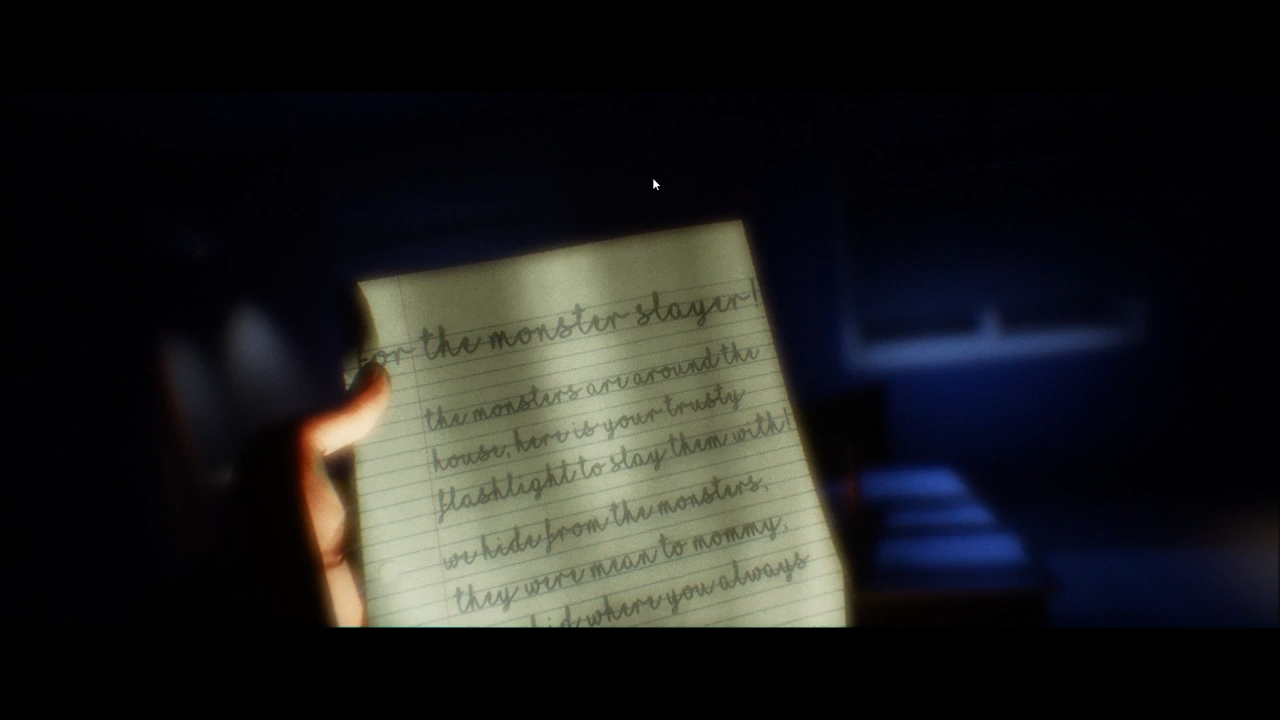 For the monster slayer!
the monsters are around the
house, here is your trusty
flashlight to slay them with!
we hide from the monsters,
they were mean to mommy,
hid where you always